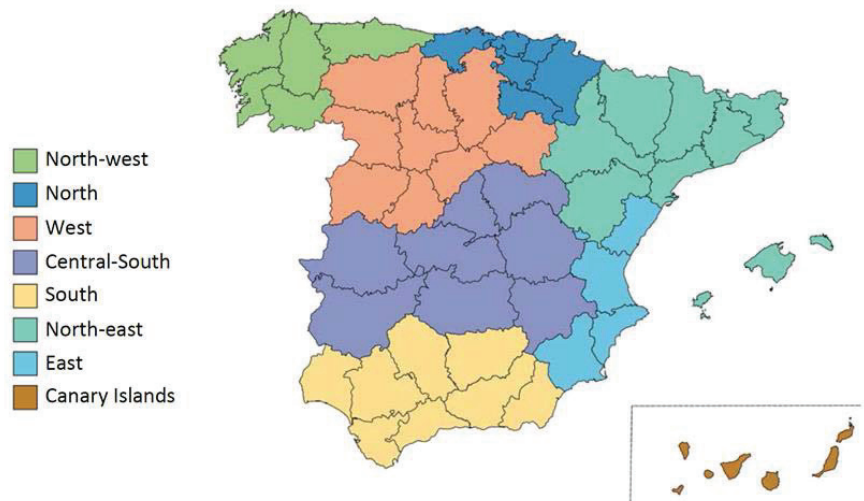 North-west
North
West
Central-South
South
North-east
East
Canary Islands